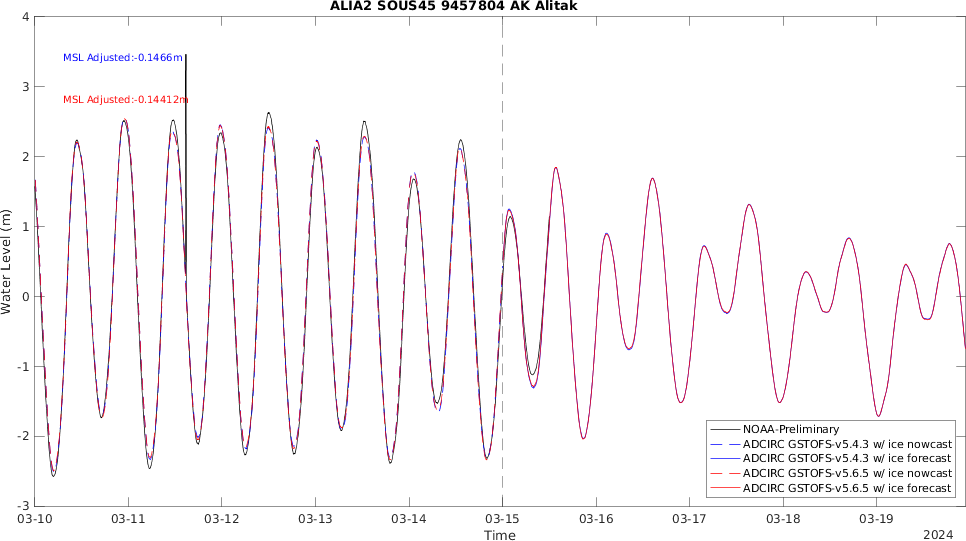 ALIA2 SOUS45 9457804 AK Alitak
4
3
2
1
0
-1
-2
-3
Water Level (m)
MSL Adjusted:-0.1466m
MSL Adjusted:-0.14412m
NOAA-Preliminary
ADCIRC GSTOFS-v5.4.3 w/ ice nowcast
ADCIRC GSTOFS-v5.4.3 w/ ice forecast
ADCIRC GSTOFS-v5.6.5 w/ ice nowcast
ADCIRC GSTOFS-v5.6.5 w/ ice forecast
03-10 03-11 03-12 03-13 03-14 03-15 03-16 03-17 03-18 03-19
Time
2024